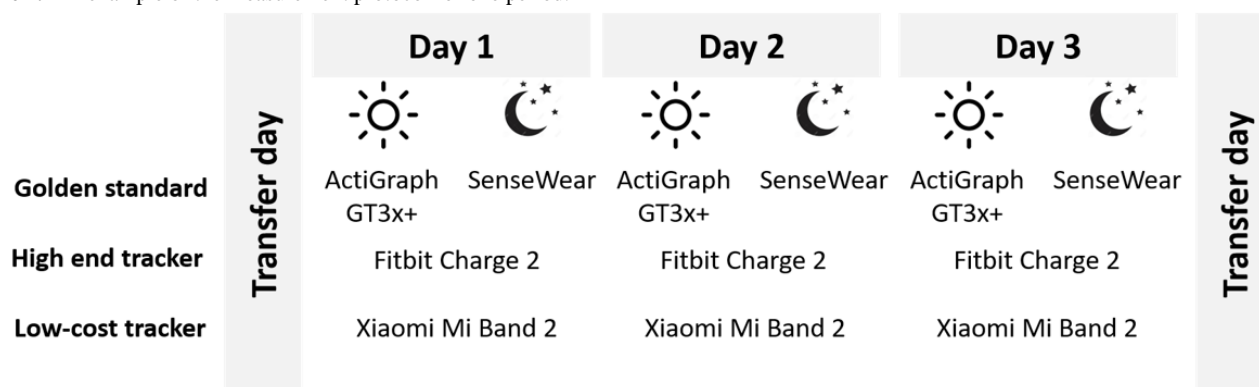 Day 1 Day 2 Day 3
Transfer day
Golden standard ActiGraph SenseWear ActiGraph SenseWear ActiGraph SenseWear
GT3x+ GT3x+ GT3x+
High end tracker Fitbit Charge 2 Fitbit Charge 2 Fitbit Charge 2
Low-cost tracker Xiaomi Mi Band 2 Xiaomi Mi Band 2 Xiaomi Mi Band 2
Transfer day